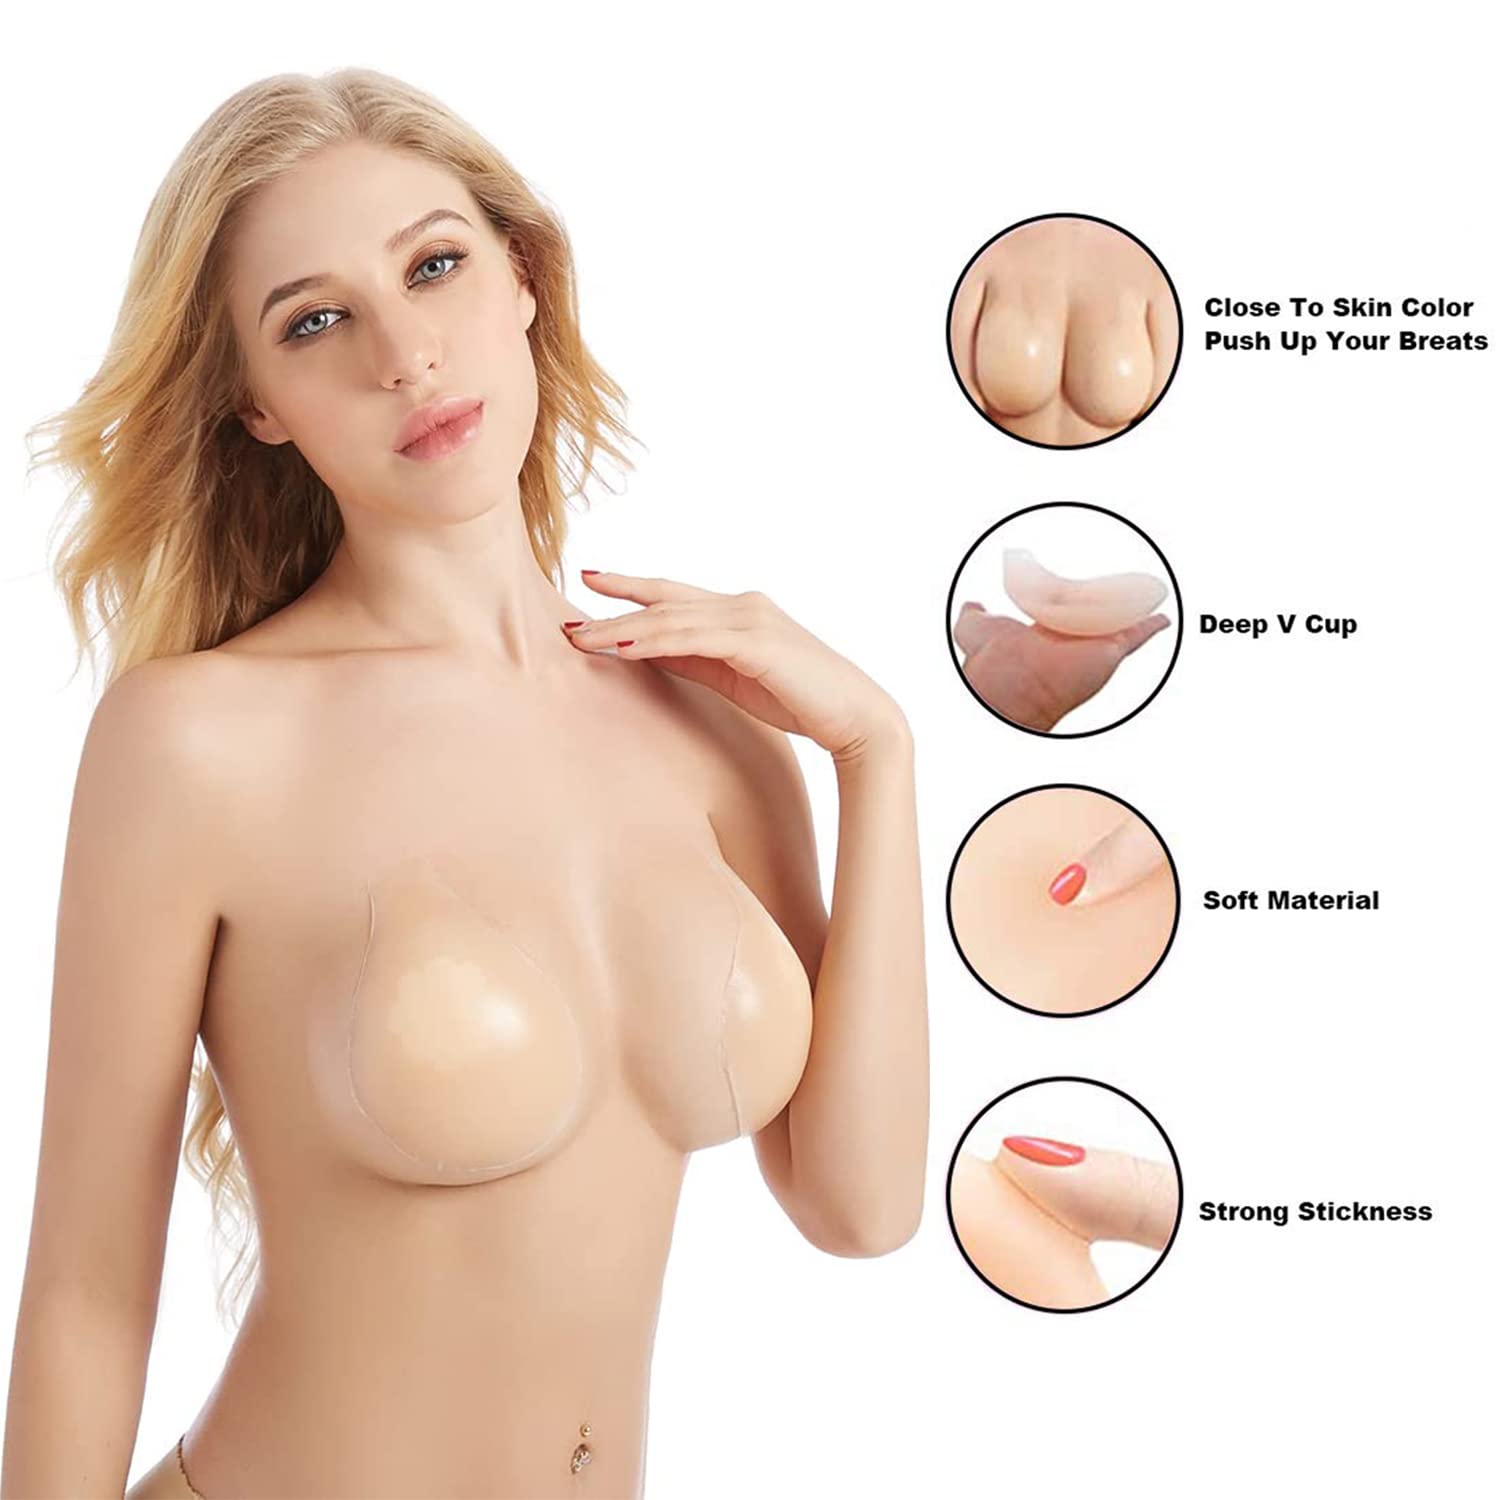 Close To Skin Color
Push Up Your Breats
Deep V Cup
Soft Material
Strong Stickness